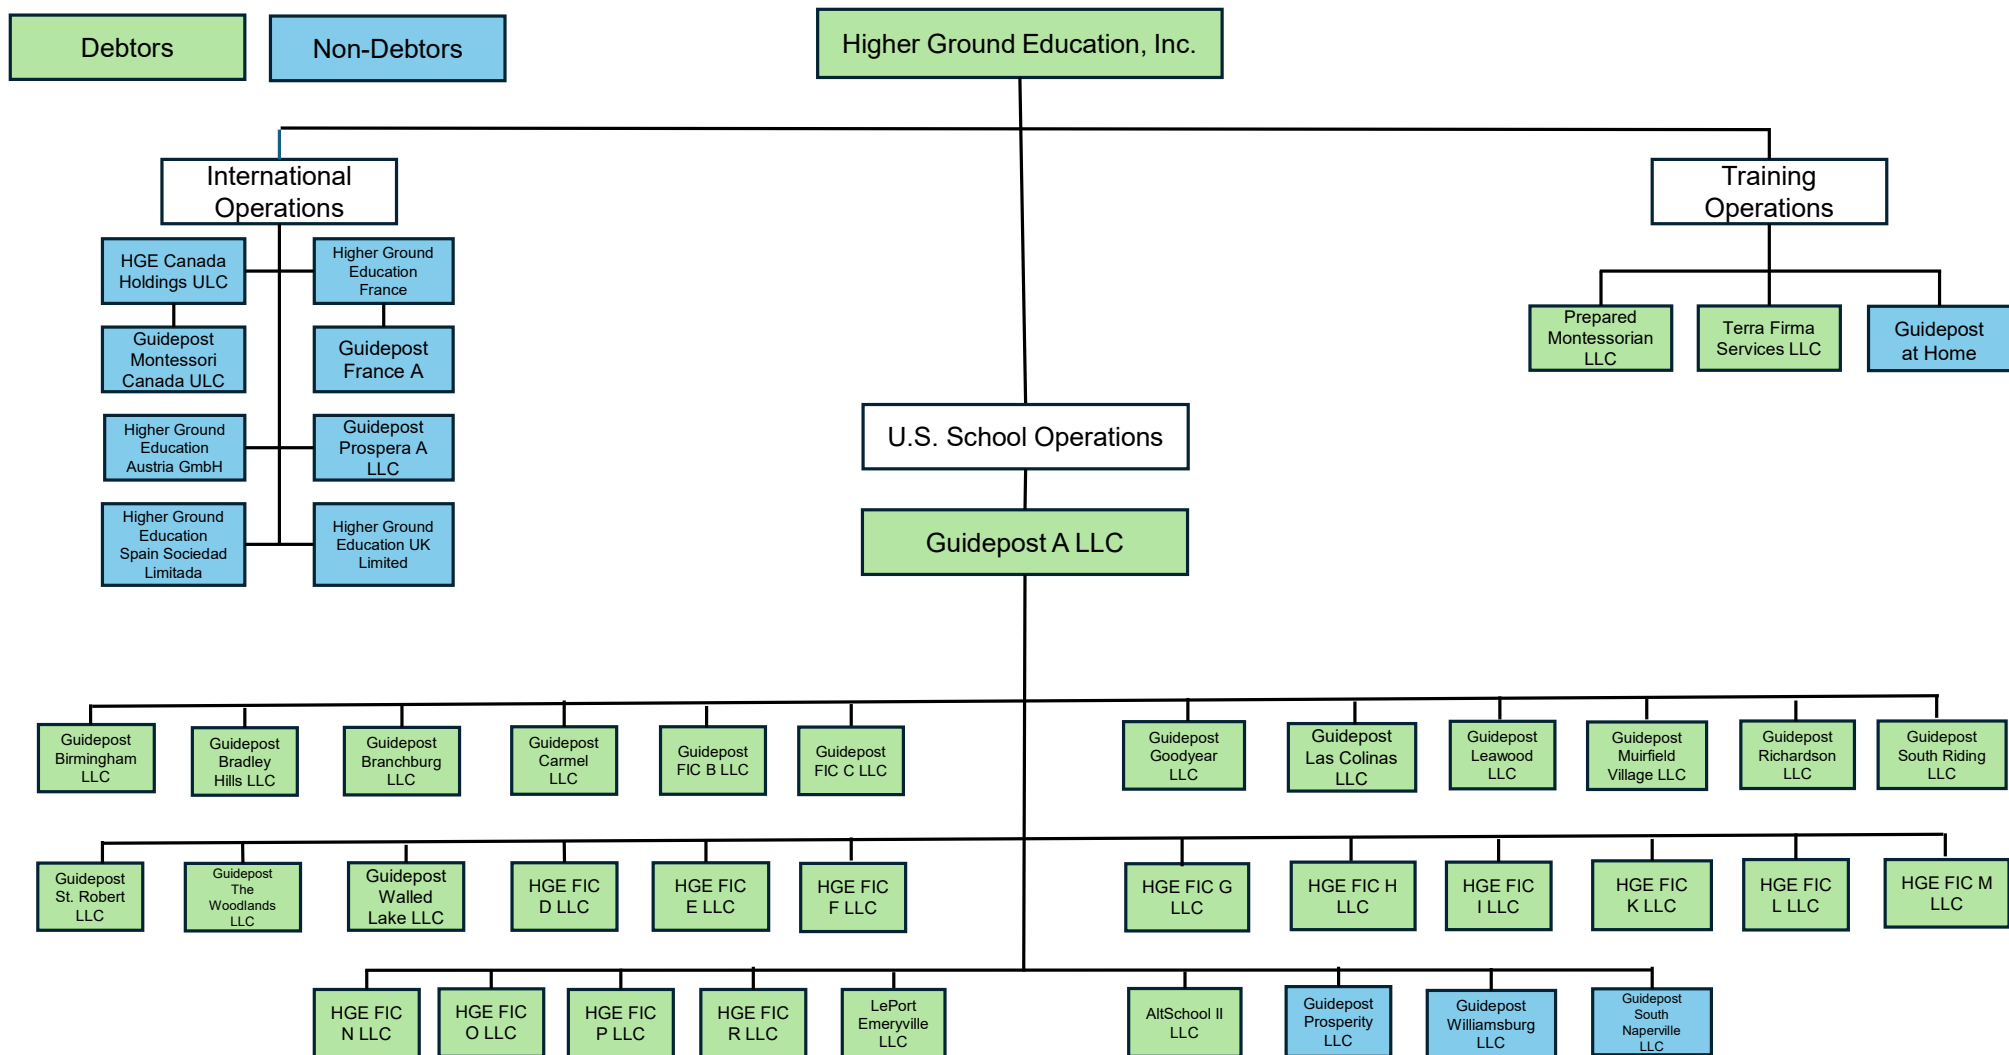 Debtors
Non-Debtors
Higher Ground Education, Inc.
International
Operations
Training
Operations
HGE Canada
Holdings ULC
Higher Ground
Education
France
Guidepost
Montessori
Canada ULC
Guidepost
France A
Higher Ground
Education
Austria GmbH
Guidepost
Prospera A
LLC
Higher Ground
Education
Spain Sociedad
Limitada
Higher Ground
Education UK
Limited
Prepared
Montessorian
LLC
Terra Firma
Services LLC
Guidepost
at Home
U.S. School Operations
Guidepost A LLC
Guidepost
Birmingham
LLC
Guidepost
Bradley
Hills LLC
Guidepost
Branchburg
LLC
Guidepost
Carmel
LLC
Guidepost
FIC B LLC
Guidepost
FIC C LLC
Guidepost
Goodyear
LLC
Guidepost
Las Colinas
LLC
Guidepost
Leawood
LLC
Guidepost
Muirfield
Village LLC
Guidepost
Richardson
LLC
Guidepost
South Riding
LLC
Guidepost
St. Robert
LLC
Guidepost
The
Woodlands
LLC
Guidepost
Walled
Lake LLC
HGE FIC
D LLC
HGE FIC
E LLC
HGE FIC
F LLC
HGE FIC G
LLC
HGE FIC H
LLC
HGE FIC
I LLC
HGE FIC
K LLC
HGE FIC
L LLC
HGE FIC M
LLC
HGE FIC
N LLC
HGE FIC
O LLC
HGE FIC
P LLC
HGE FIC
R LLC
LePort
Emeryville
LLC
AltSchool II
LLC
Guidepost
Prosperity
LLC
Guidepost
Williamsburg
LLC
Guidepost
South
Naperville
LLC